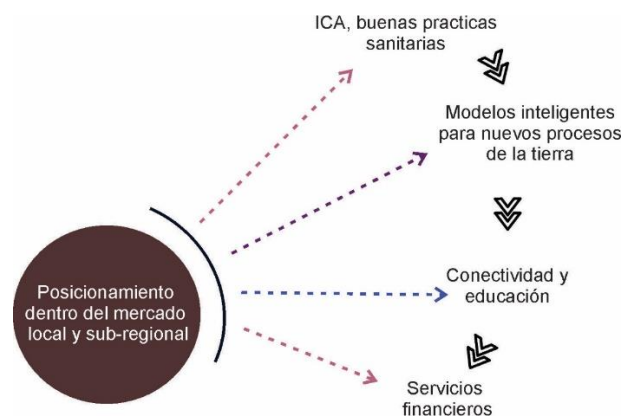 ICA, buenas practicas
sanitarias
Modelos inteligentes
para nuevos procesos
de la tierra
Posicionamiento
dentro del mercado
local y sub-regional
Conectividad y
educación
Servicios
financieros